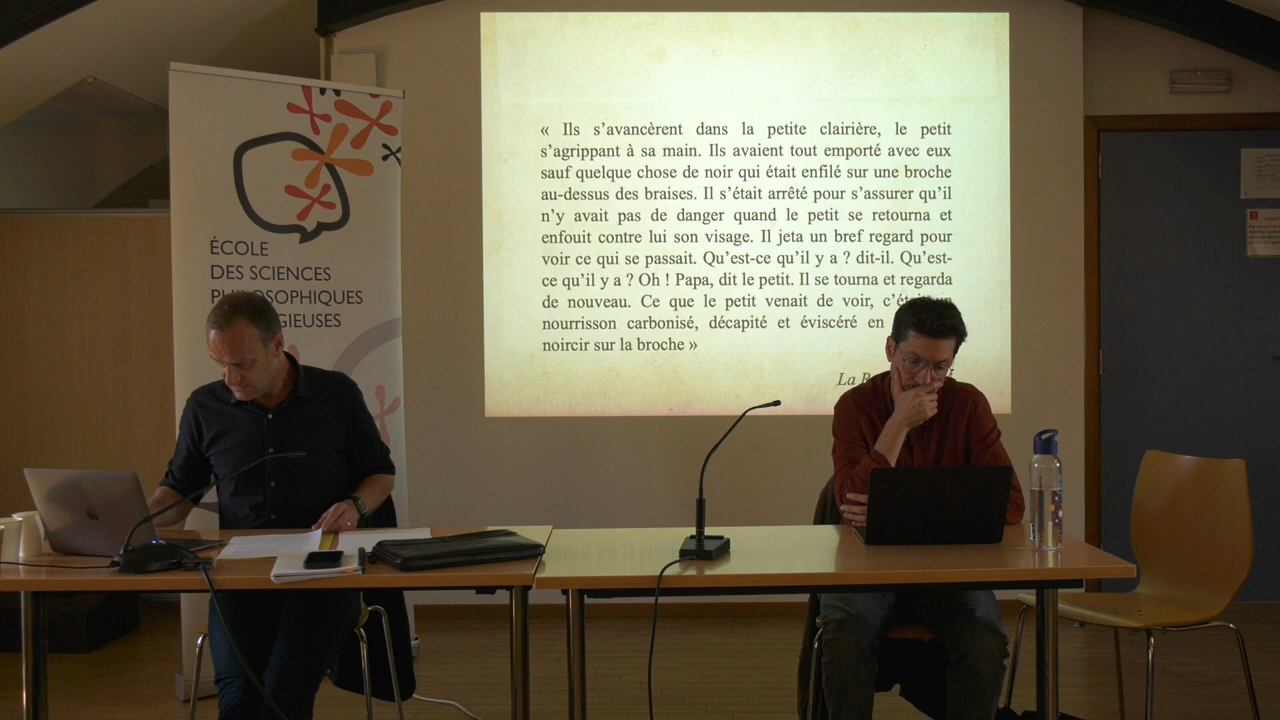 ÉCOLE
DES SCIENCES
PHILOSOPHIQUES
GIEUSES
« Ils s’avancèrent dans la petite clairière, le petit
s’agrippant à sa main. Ils avaient tout emporté avec eux
sauf quelque chose de noir qui était enfilé sur une broche
au-dessus des braises. Il s’était arrêté pour s’assurer qu’il
n’y avait pas de danger quand le petit se retourna et
enfouit contre lui son visage. Il jeta un bref regard pour
voir ce qui se passait. Qu’est-ce qu’il y a ? dit-il. Qu’est-
ce qu’il y a ? Oh ! Papa, dit le petit. Il se tourna et regarda
de nouveau. Ce que le petit venait de voir, c’était un
nourrisson carbonisé, décapité et éviscéré en
noircir sur la broche »
La